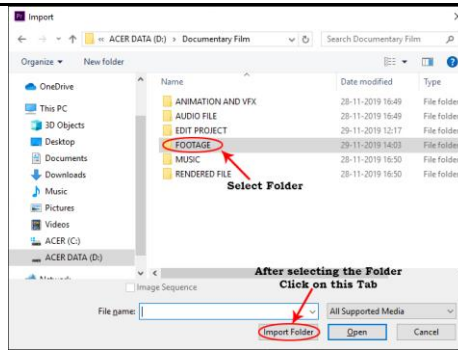 Import
« ACER DATA (D:) › Documentary Film
Search Documentary Film
Organize
New folder
OneDrive
This PC
3D Objects
Desktop
Documents
Downloads
Music
Pictures
Videos
ACER (C:)
ACER DATA (D:)
Network
Name Date modified Type
ANIMATION AND VFX 28-11-2019 16:49 File folder
AUDIO FILE 28-11-2019 16:49 File folder
EDIT PROJECT 29-11-2019 12:17 File folder
FOOTAGE 29-11-2019 14:03 File folder
MUSIC 28-11-2019 16:50 File folder
RENDERED FILE 28-11-2019 16:50 File folder
Select Folder
After selecting the Folder
Click on this Tab
Image Sequence
File name:
All Supported Media
Import Folder Open Cancel